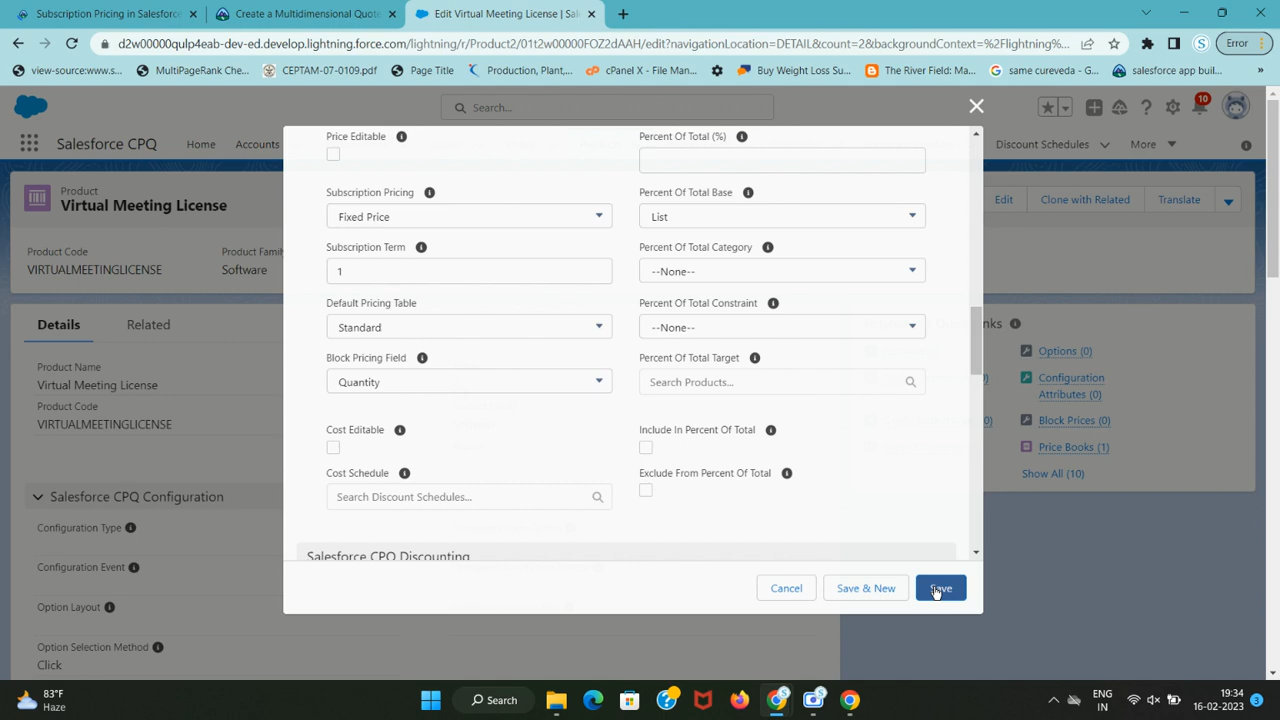 Subscription Pricing in Salesforce
Create a Multidimensional Quote
Edit Virtual Meeting License | Sal
d2w00000qulp4eab-dev-ed.develop.lightning.force.com/lightning/r/Product2/01t2w00000FOZ2dAAH/edit?navigationLocation=DETAIL&count=2&backgroundContext=%2Flightning%...
Error
view-source:www.s...
MultiPageRank Che...
CEPTAM-07-0109.pdf
Page Title
Production, Plant,...
cPanel X - File Man...
Buy Weight Loss Su...
The River Field: Ma...
same cureveda - G...
salesforce app buil...
Search...
10
Salesforce CPQ
Home
Accounts
Discount Schedules
More
Product
Virtual Meeting License
Edit
Clone with Related
Translate
Product Code
VIRTUALMEETINGLICENSE
Product Family
Software
Details
Related
Product Name
Virtual Meeting License
Product Code
VIRTUALMEETINGLICENSE
Salesforce CPQ Configuration
Configuration Type
Configuration Event
Option Layout
Option Selection Method
Click
Price Editable
Percent Of Total (%)
Subscription Pricing
Fixed Price
Percent Of Total Base
List
Subscription Term
1
Percent Of Total Category
--None--
Default Pricing Table
Standard
Percent Of Total Constraint
--None--
Block Pricing Field
Quantity
Percent Of Total Target
Search Products...
Cost Editable
Include In Percent Of Total
Cost Schedule
Search Discount Schedules...
Exclude From Percent Of Total
Salesforce CPQ Discounting
Cancel
Save & New
Save
Options (0)
Configuration
Attributes (0)
Block Prices (0)
Price Books (1)
Show All (10)
83°F
Haze
Search
ENG
IN
19:34
16-02-2023
3